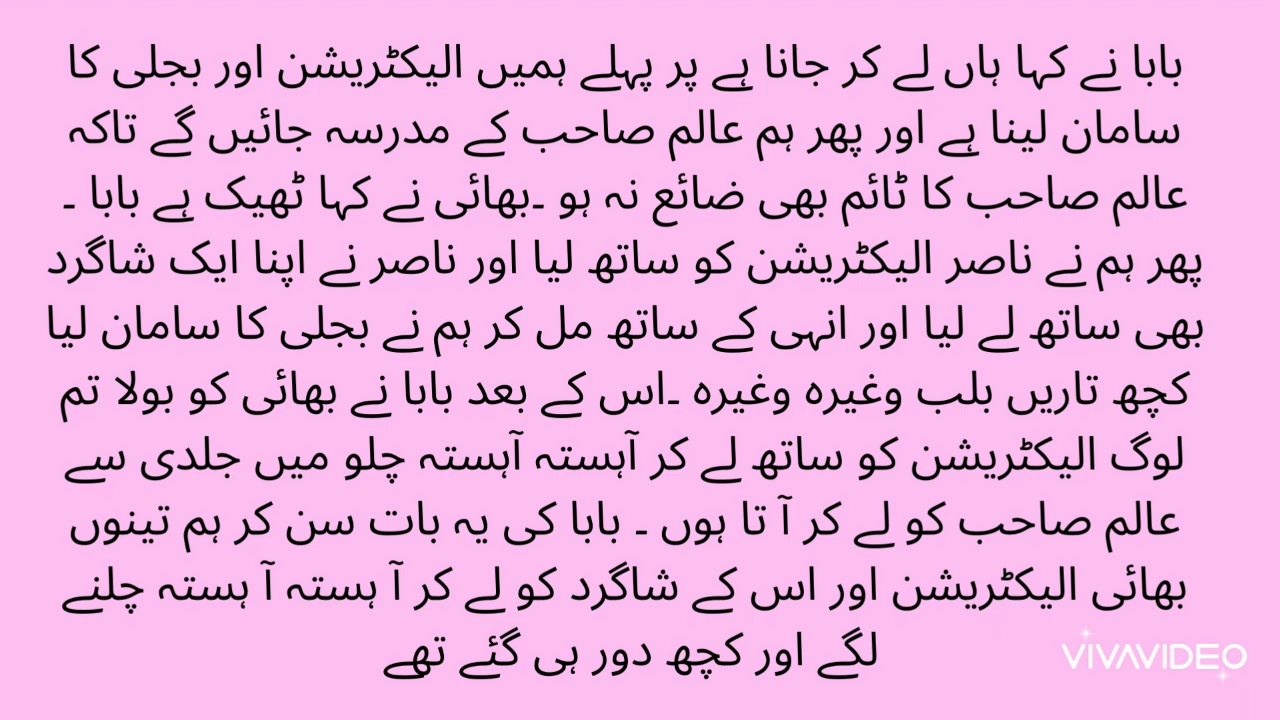 بابا نے کہا ہاں لے کر جانا ہے پر پہلے ہمیں الیکٹریشن اور بجلی کا
سامان لینا ہے اور پھر ہم عالم صاحب کے مدرسہ جائیں گے تاکہ
عالم صاحب کا ٹائم بھی ضائع نہ ہو ۔بھائی نے کہا ٹھیک ہے بابا ۔
پھر ہم نے ناصر الیکٹریشن کو ساتھ لیا اور ناصر نے اپنا ایک شاگرد
بھی ساتھ لے لیا اور انہی کے ساتھ مل کر ہم نے بجلی کا سامان لیا
کچھ تاریں بلب وغیرہ وغیرہ ۔اس کے بعد بابا نے بھائی کو بولا تم
لوگ الیکٹریشن کو ساتھ لے کر آہستہ آہستہ چلو میں جلدی سے
عالم صاحب کو لے کر آ تا ہوں ۔ بابا کی یہ بات سن کر ہم تینوں
بھائی الیکٹریشن اور اس کے شاگرد کو لے کر آ ہستہ آ ہستہ چلنے
لگے اور کچھ دور ہی گئے تھے
VIVAVIDEO